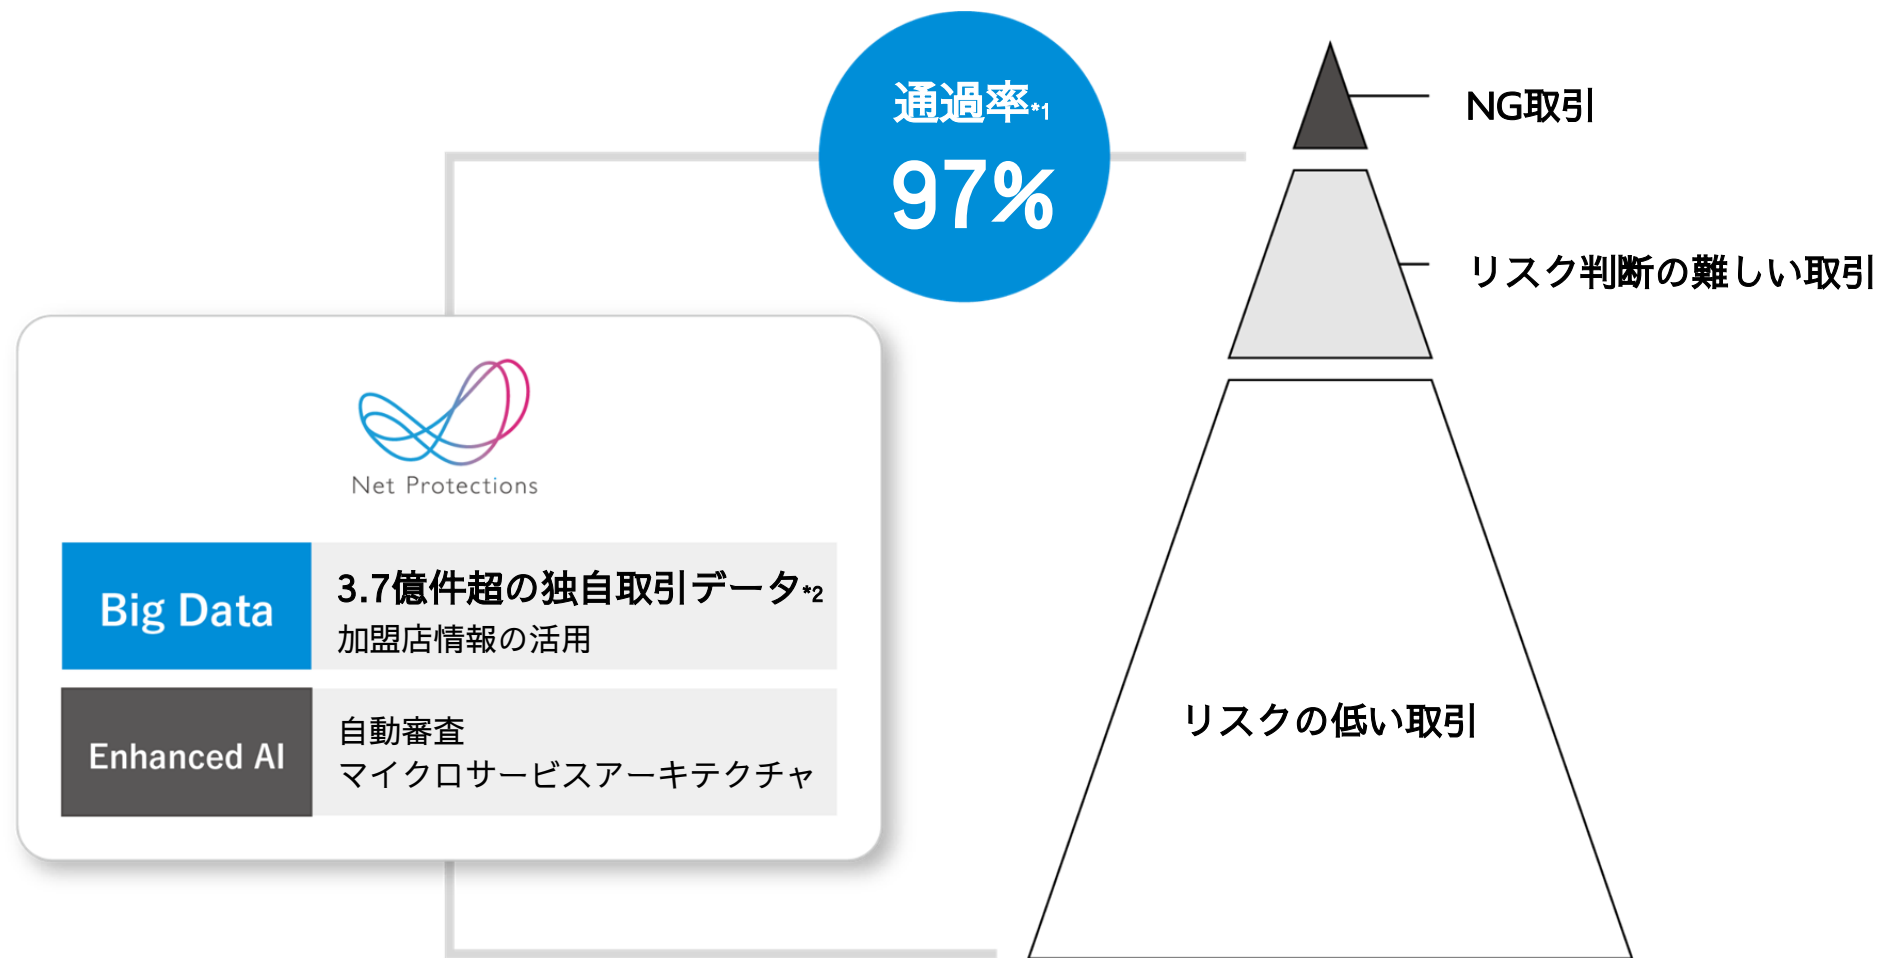 通過率*1
97%
NG取引
リスク判断の難しい取引
Net Protections
Big Data
3.7億件超の独自取引データ*2
加盟店情報の活用
Enhanced AI
自動審査
マイクロサービスアーキテクチャ
リスクの低い取引